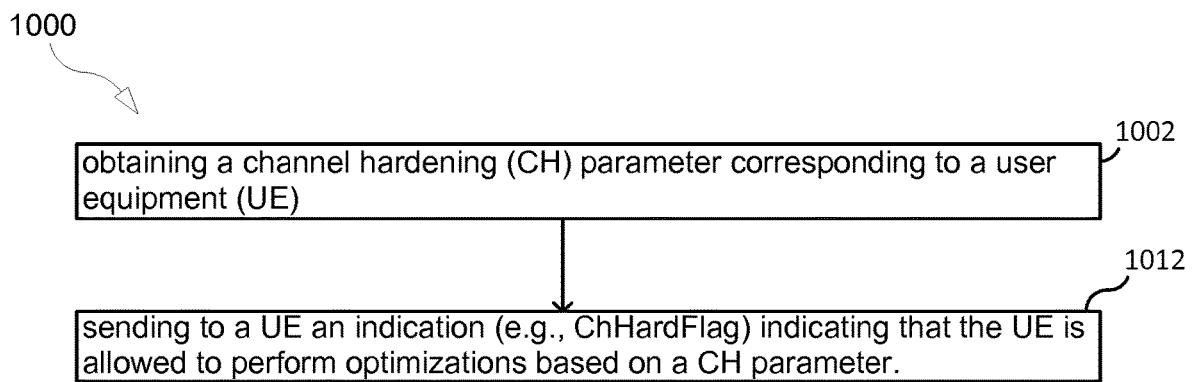 1000
1002
obtaining a channel hardening (CH) parameter corresponding to a user
equipment (UE)
1012
sending to a UE an indication (e.g., ChHardFlag) indicating that the UE is
allowed to perform optimizations based on a CH parameter.